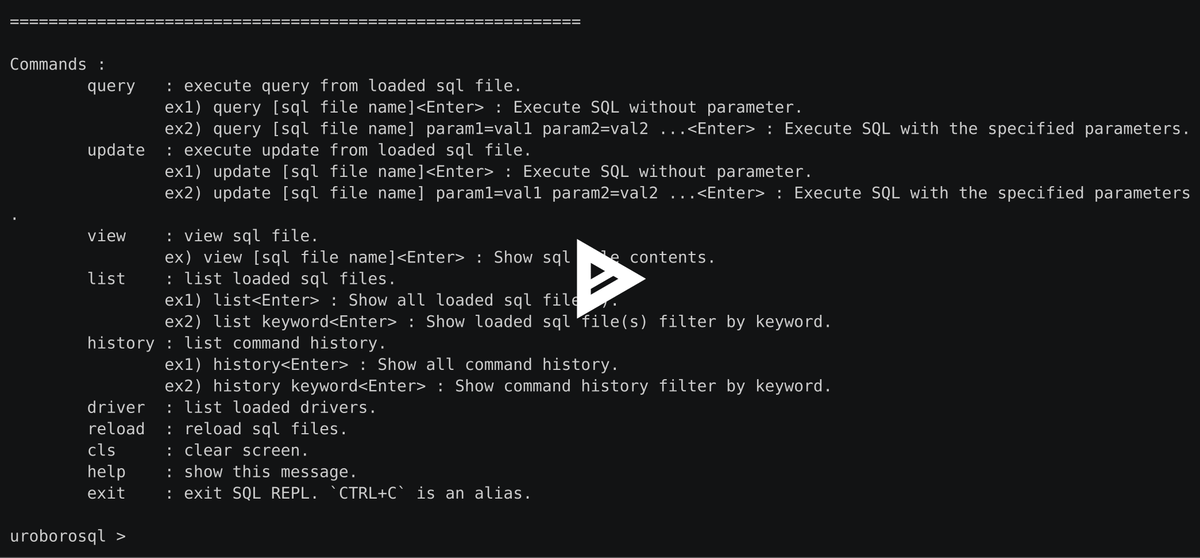 ===========================================================
Commands :
query : execute query from loaded sql file.
ex1) query [sql file name]<Enter> : Execute SQL without parameter.
ex2) query [sql file name] param1=val1 param2=val2 ...<Enter> : Execute SQL with the specified parameters.
update : execute update from loaded sql file.
ex1) update [sql file name]<Enter> : Execute SQL without parameter.
ex2) update [sql file name] param1=val1 param2=val2 ...<Enter> : Execute SQL with the specified parameters
.
view : view sql file.
ex) view [sql file name]<Enter> : Show sql contents.
list : list loaded sql files.
ex1) list<Enter> : Show all loaded sql file(s).
ex2) list keyword<Enter> : Show loaded sql file(s) filter by keyword.
history : list command history.
ex1) history<Enter> : Show all command history.
ex2) history keyword<Enter> : Show command history filter by keyword.
driver : list loaded drivers.
reload : reload sql files.
cls : clear screen.
help : show this message.
exit : exit SQL REPL. `CTRL+C` is an alias.
uroborosql >